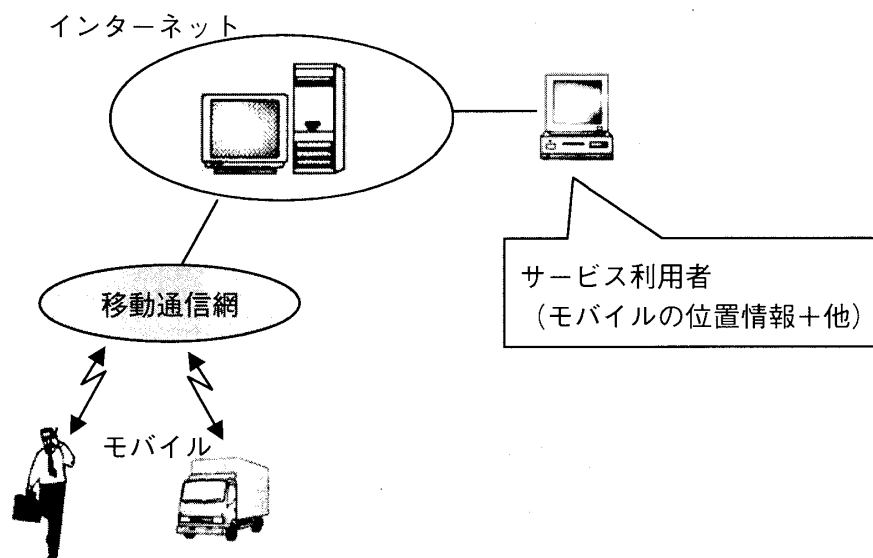 インターネット
サービス利用者
（モバイルの位置情報＋他）
移動通信網
モバイル